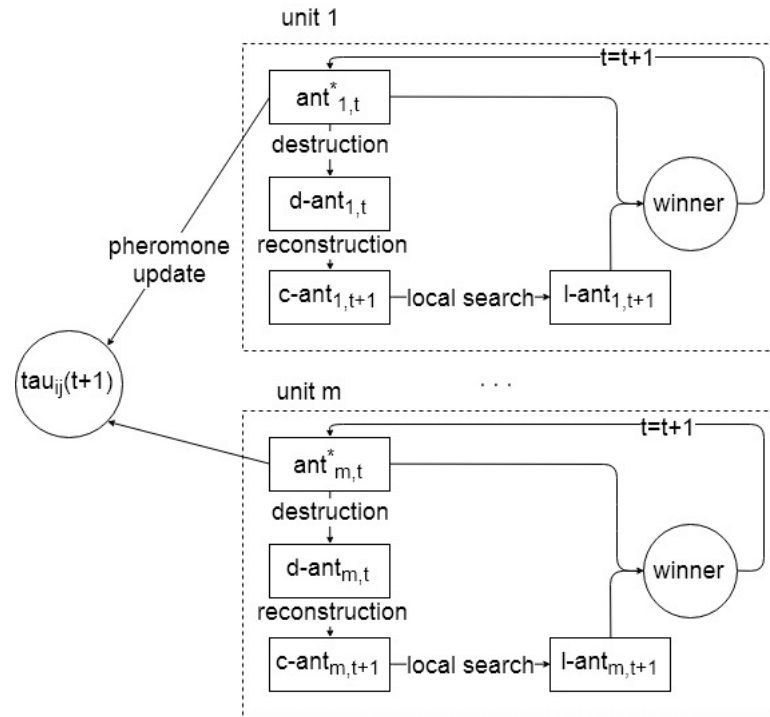 unit 1
t=t+1
ant*1,t
destruction
d-ant1,t
winner
reconstruction
pheromone
update
c-ant1,t+1
local search
l-ant1,t+1
tauij(t+1)
. . .
unit m
t=t+1
ant*m,t
destruction
d-antm,t
winner
reconstruction
c-antm,t+1
local search
l-antm,t+1